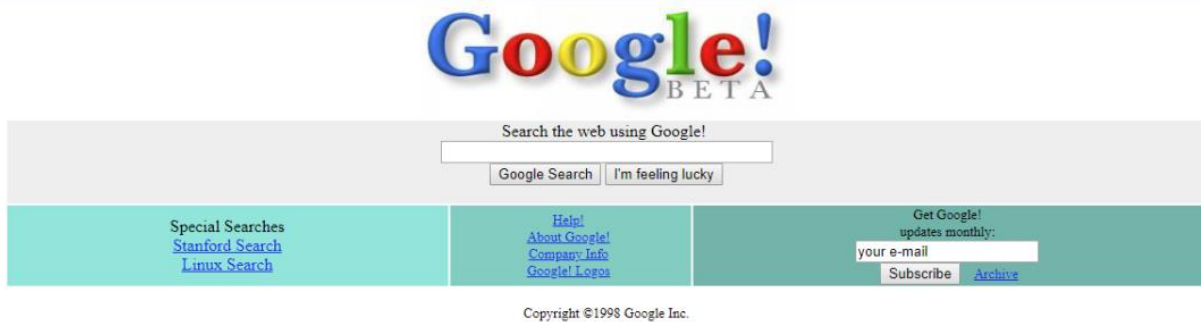 Google!
BETA
Search the web using Google!
Google Search I'm feeling lucky
Special Searches
Stanford Search
Linux Search
Help!
About Google!
Company Info
Google! Logos
Get Google!
updates monthly:
your e-mail
Subscribe Archive
Copyright ©1998 Google Inc.